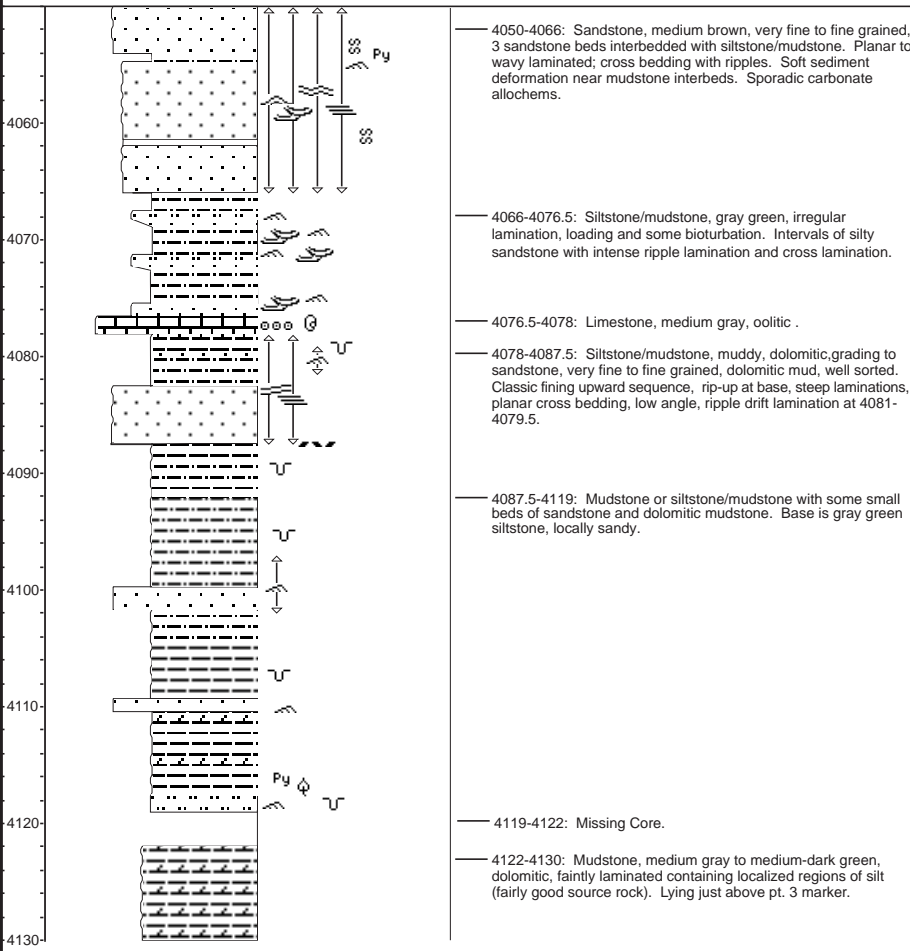 4050-4066: Sandstone, medium brown, very fine to fine grained,
3 sandstone beds interbedded with siltstone/mudstone. Planar to
wavy laminated; cross bedding with ripples. Soft sediment
deformation near mudstone interbeds. Sporadic carbonate
allochems.
SS
Py
4060
SS
4066-4076.5: Siltstone/mudstone, gray green, irregular
lamination, loading and some bioturbation. Intervals of silty
sandstone with intense ripple lamination and cross lamination.
4070
4076.5-4078: Limestone, medium gray, oolitic .
4080
4078-4087.5: Siltstone/mudstone, muddy, dolomitic,grading to
sandstone, very fine to fine grained, dolomitic mud, well sorted.
Classic fining upward sequence, rip-up at base, steep laminations,
planar cross bedding, low angle, ripple drift lamination at 4081-
4079.5.
4090
4087.5-4119: Mudstone or siltstone/mudstone with some small
beds of sandstone and dolomitic mudstone. Base is gray green
siltstone, locally sandy.
4100
4110
Py
4120
4119-4122: Missing Core.
4122-4130: Mudstone, medium gray to medium-dark green,
dolomitic, faintly laminated containing localized regions of silt
(fairly good source rock). Lying just above pt. 3 marker.
4130